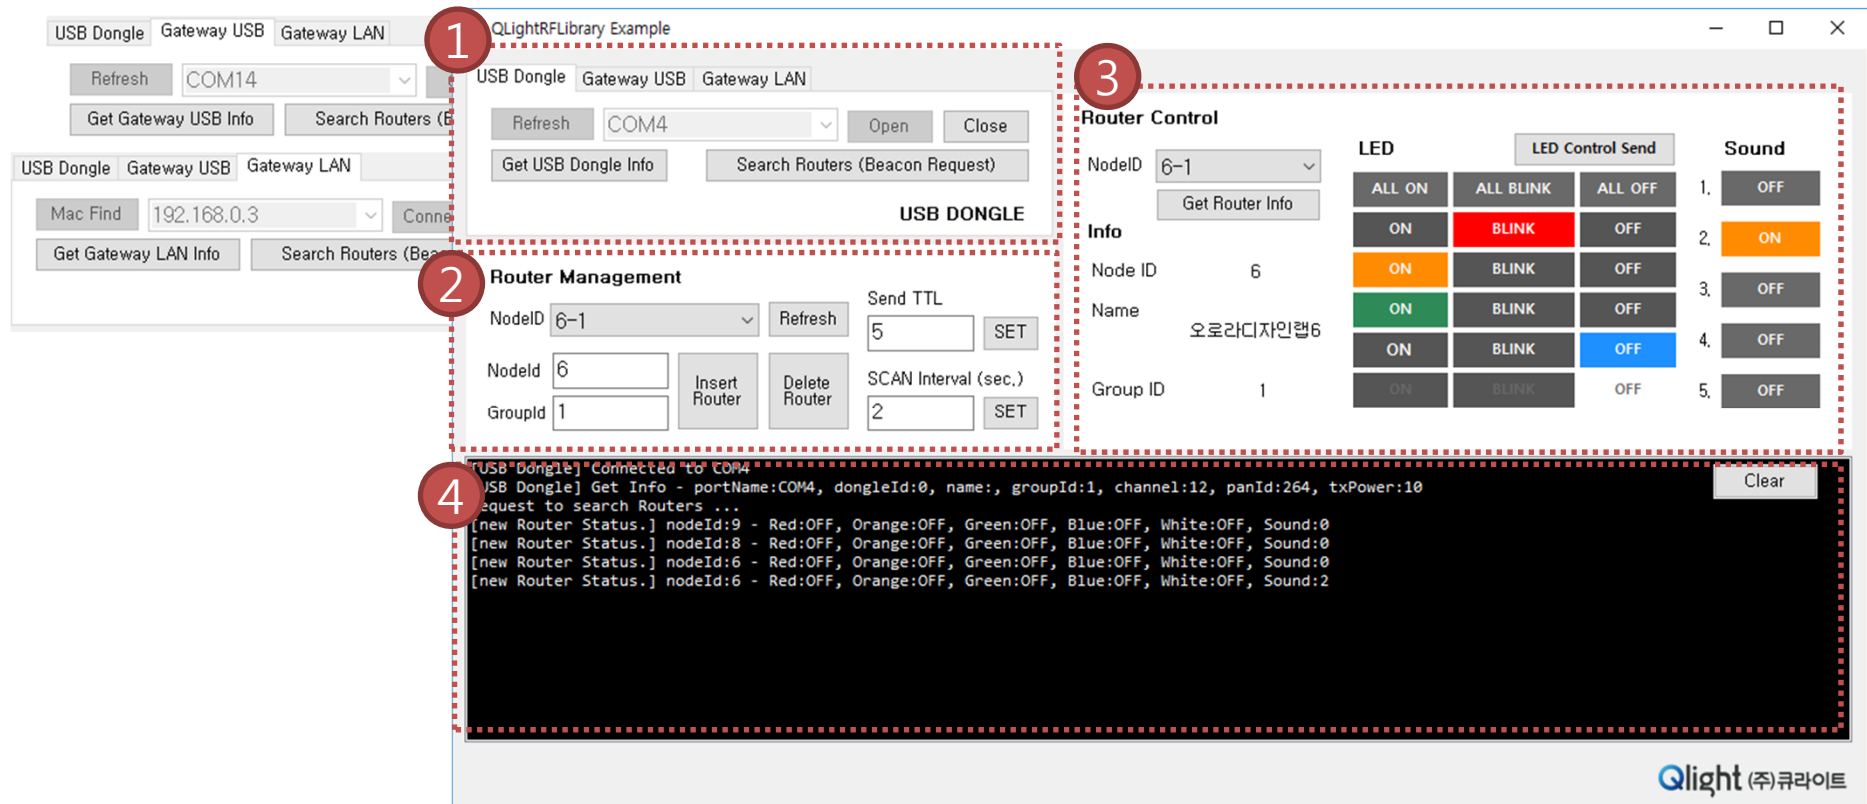 USB Dongle Gateway USB Gateway LAN
Refresh COM14
Get Gateway USB Info Search Routers (B
USB Dongle Gateway USB Gateway LAN
Mac Find 192.168.0.3 Conne
Get Gateway LAN Info Search Routers (Bea
1
QLightRFLibrary Example
USB Dongle Gateway USB Gateway LAN
Refresh COM4 Open Close
Get USB Dongle Info Search Routers (Beacon Request)
USB DONGLE
2
Router Management
NodeID 6-1 Refresh
NodeId 6
GroupId 1
Insert Router
Delete Router
Send TTL
5 SET
SCAN Interval (sec.)
2 SET
3
Router Control
NodeID 6-1
Get Router Info
Info
Node ID 6
Name
오로라디자인랩6
Group ID 1
LED LED Control Send
ALL ON ALL BLINK ALL OFF
ON BLINK OFF
ON BLINK OFF
ON BLINK OFF
ON BLINK OFF
ON BLINK OFF
Sound
1. OFF
2. ON
3. OFF
4. OFF
5. OFF
4
[USB Dongle] Connected to COM4
USB Dongle] Get Info - portName:COM4, dongleId:0, name:, groupId:1, channel:12, panId:264, txPower:10
equest to search Routers ...
[new Router Status.] nodeId:9 - Red:OFF, Orange:OFF, Green:OFF, Blue:OFF, White:OFF, Sound:0
[new Router Status.] nodeId:8 - Red:OFF, Orange:OFF, Green:OFF, Blue:OFF, White:OFF, Sound:0
[new Router Status.] nodeId:6 - Red:OFF, Orange:OFF, Green:OFF, Blue:OFF, White:OFF, Sound:0
[new Router Status.] nodeId:6 - Red:OFF, Orange:OFF, Green:OFF, Blue:OFF, White:OFF, Sound:2
Clear
Qlight (주)큐라이트